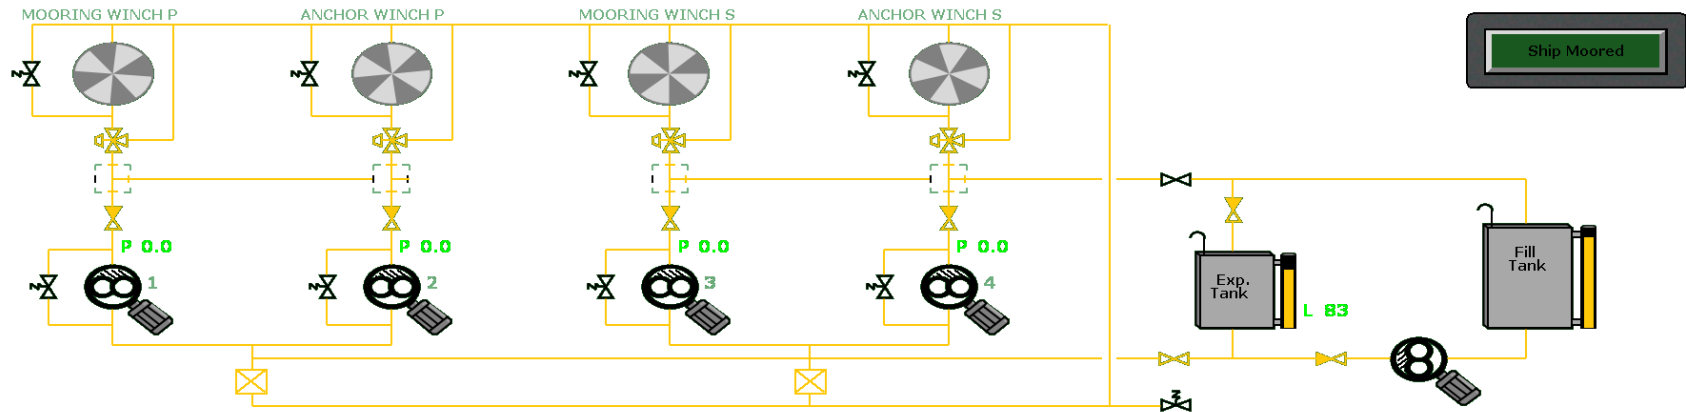 MOORING WINCH P
ANCHOR WINCH P
MOORING WINCH S
ANCHOR WINCH S
Ship Moored
P 0.0
P 0.0
P 0.0
P 0.0
1
2
3
4
Exp.
Tank
L 83
Fill
Tank